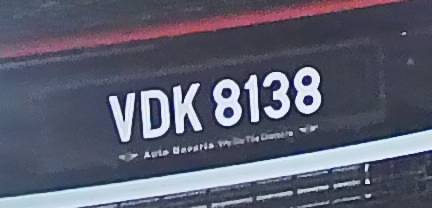 VDK 8138
Auto Bavaria